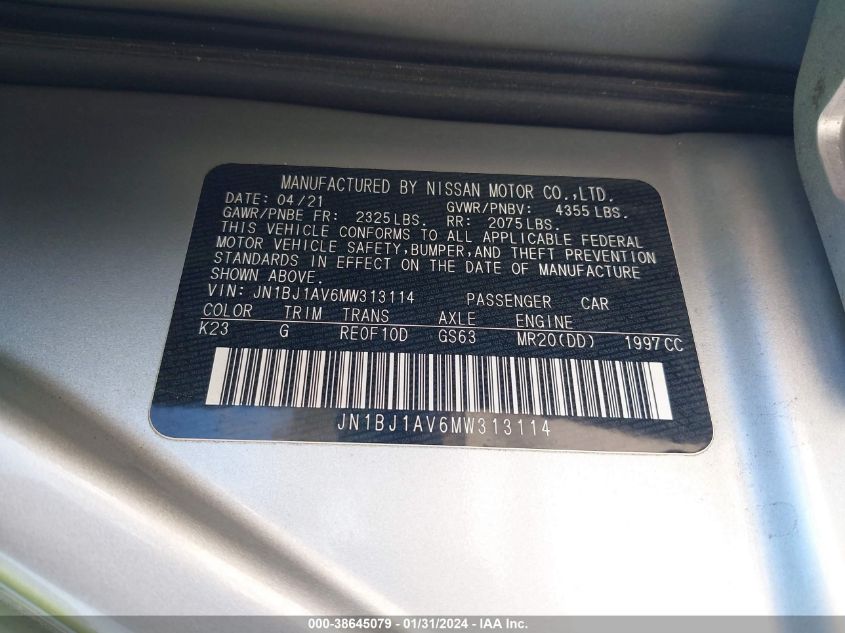 MANUFACTURED BY NISSAN MOTOR CO.,LTD.
DATE: 04/21 GVWR/PNBV: 4355 LBS.
GAWR/PNBE FR: 2325 LBS. RR: 2075 LBS.
THIS VEHICLE CONFORMS TO ALL APPLICABLE FEDERAL
MOTOR VEHICLE SAFETY,BUMPER,AND THEFT PREVENTION
STANDARDS IN EFFECT ON THE DATE OF MANUFACTURE
SHOWN ABOVE.
VIN: JN1BJ1AV6MW313114 PASSENGER CAR
COLOR TRIM TRANS AXLE ENGINE
K23 G RE0F10D GS63 MR20(DD) 1997CC
JN1BJ1AV6MW313114
000-38645079 - 01/31/2024 - IAA Inc.